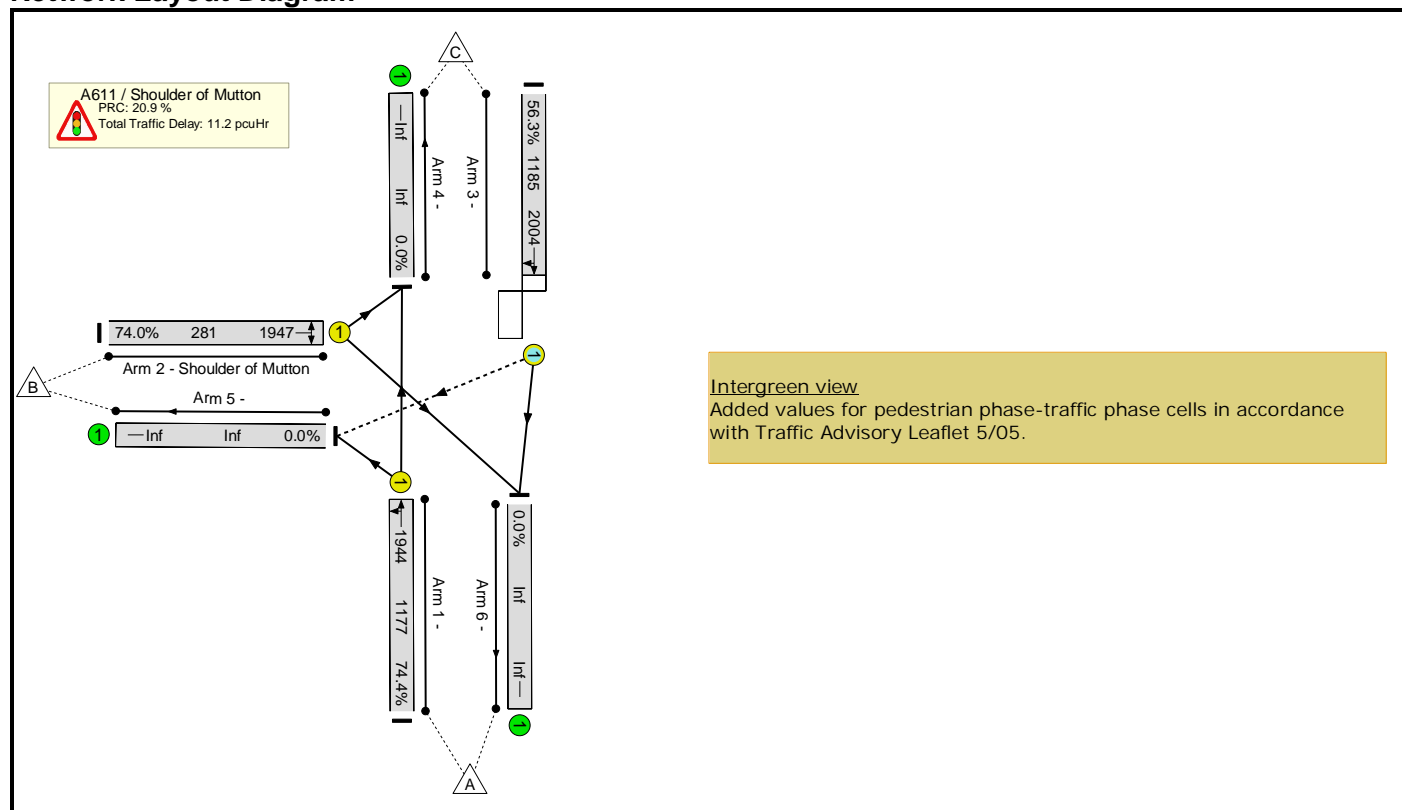 Network Layout Diagram
C
A611 / Shoulder of Mutton
PRC: 20.9 %
Total Traffic Delay: 11.2 pcuHr
1
Inf Inf 0.0%
Arm 4 -
Arm 3 -
56.3% 1185 2004
74.0% 281 1947
1
Arm 2 - Shoulder of Mutton
B
Arm 5 -
1
Inf Inf 0.0%
1
1
1944 1177 74.4%
Arm 1 -
Arm 6 -
0.0% Inf Inf
1
A
Intergreen view
Added values for pedestrian phase-traffic phase cells in accordance
with Traffic Advisory Leaflet 5/05.